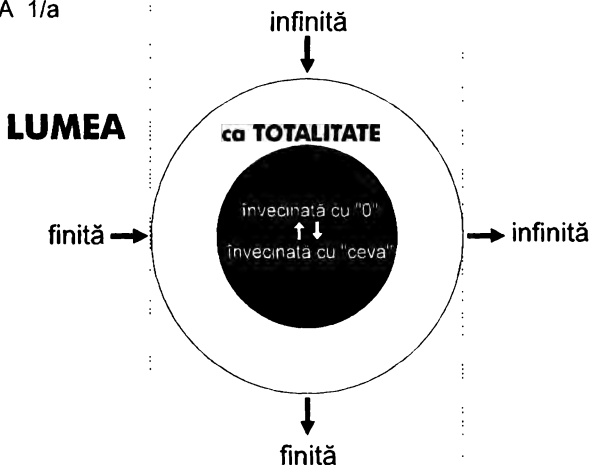 A 1/a
infinită
LUMEA
ca TOTALITATE
învecinată cu "0"
învecinată cu "ceva"
finită
infinită
finită